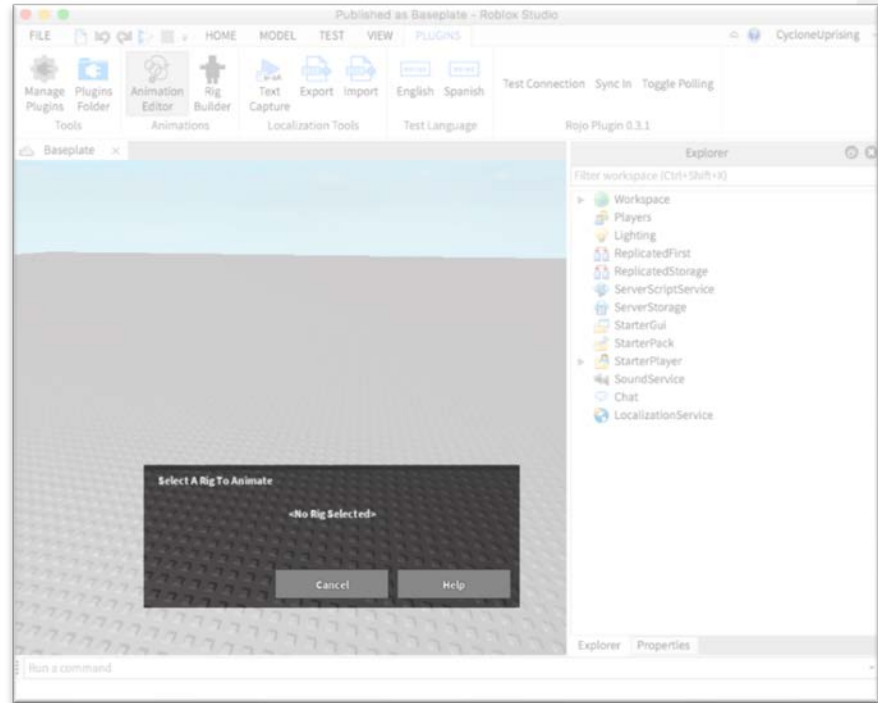 Published as Baseplate - Roblox Studio
FILE HOME MODEL TEST VIEW PLUGINS CycloneUprising
Manage Plugins
Plugins Folder
Animation Editor
Rig Builder
Text Capture
Export
Import
English
Spanish
Test Connection Sync In Toggle Polling
Tools Animations Localization Tools Test Language Rojo Plugin 0.3.1
Baseplate
Explorer
Filter workspace (Ctrl+Shift+X)
Workspace
Players
Lighting
ReplicatedFirst
ReplicatedStorage
ServerScriptService
ServerStorage
StarterGui
StarterPack
StarterPlayer
SoundService
Chat
LocalizationService
Select A Rig To Animate
<No Rig Selected>
Cancel Help
Explorer Properties
Run a command